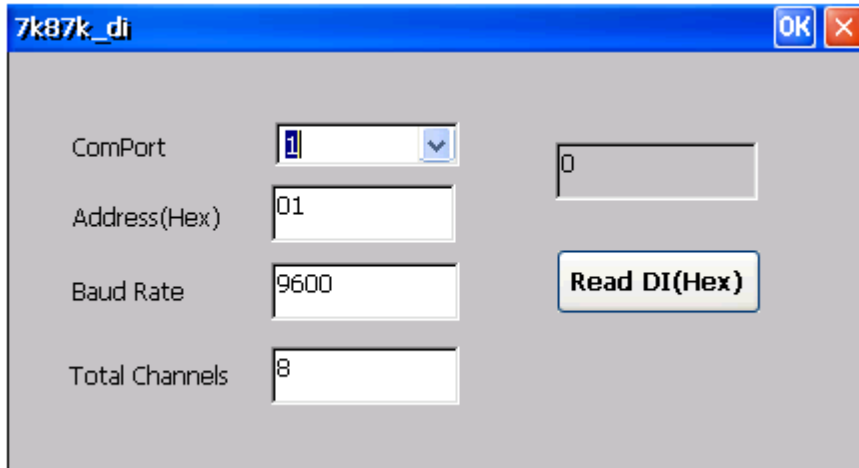 7k87k_di OK
ComPort 1
0
Address(Hex) 01
Baud Rate 9600
Read DI(Hex)
Total Channels 8